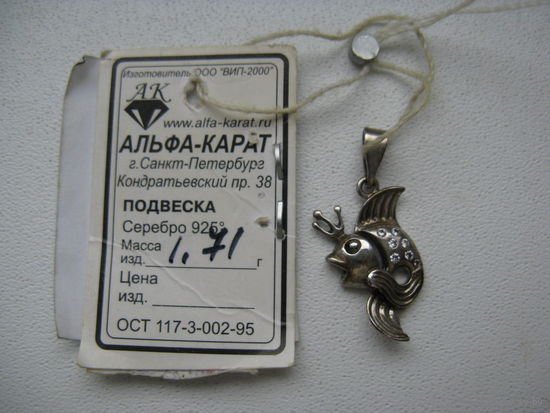 Изготовитель ООО "ВИП-2000"
АК
www.alfa-karat.ru
АЛЬФА-КАРАТ
г.Санкт-Петербург
Кондратьевский пр. 38
ПОДВЕСКА
Серебро 925°
Масса
изд. 1,71 г
Цена
изд.
ОСТ 117-3-002-95